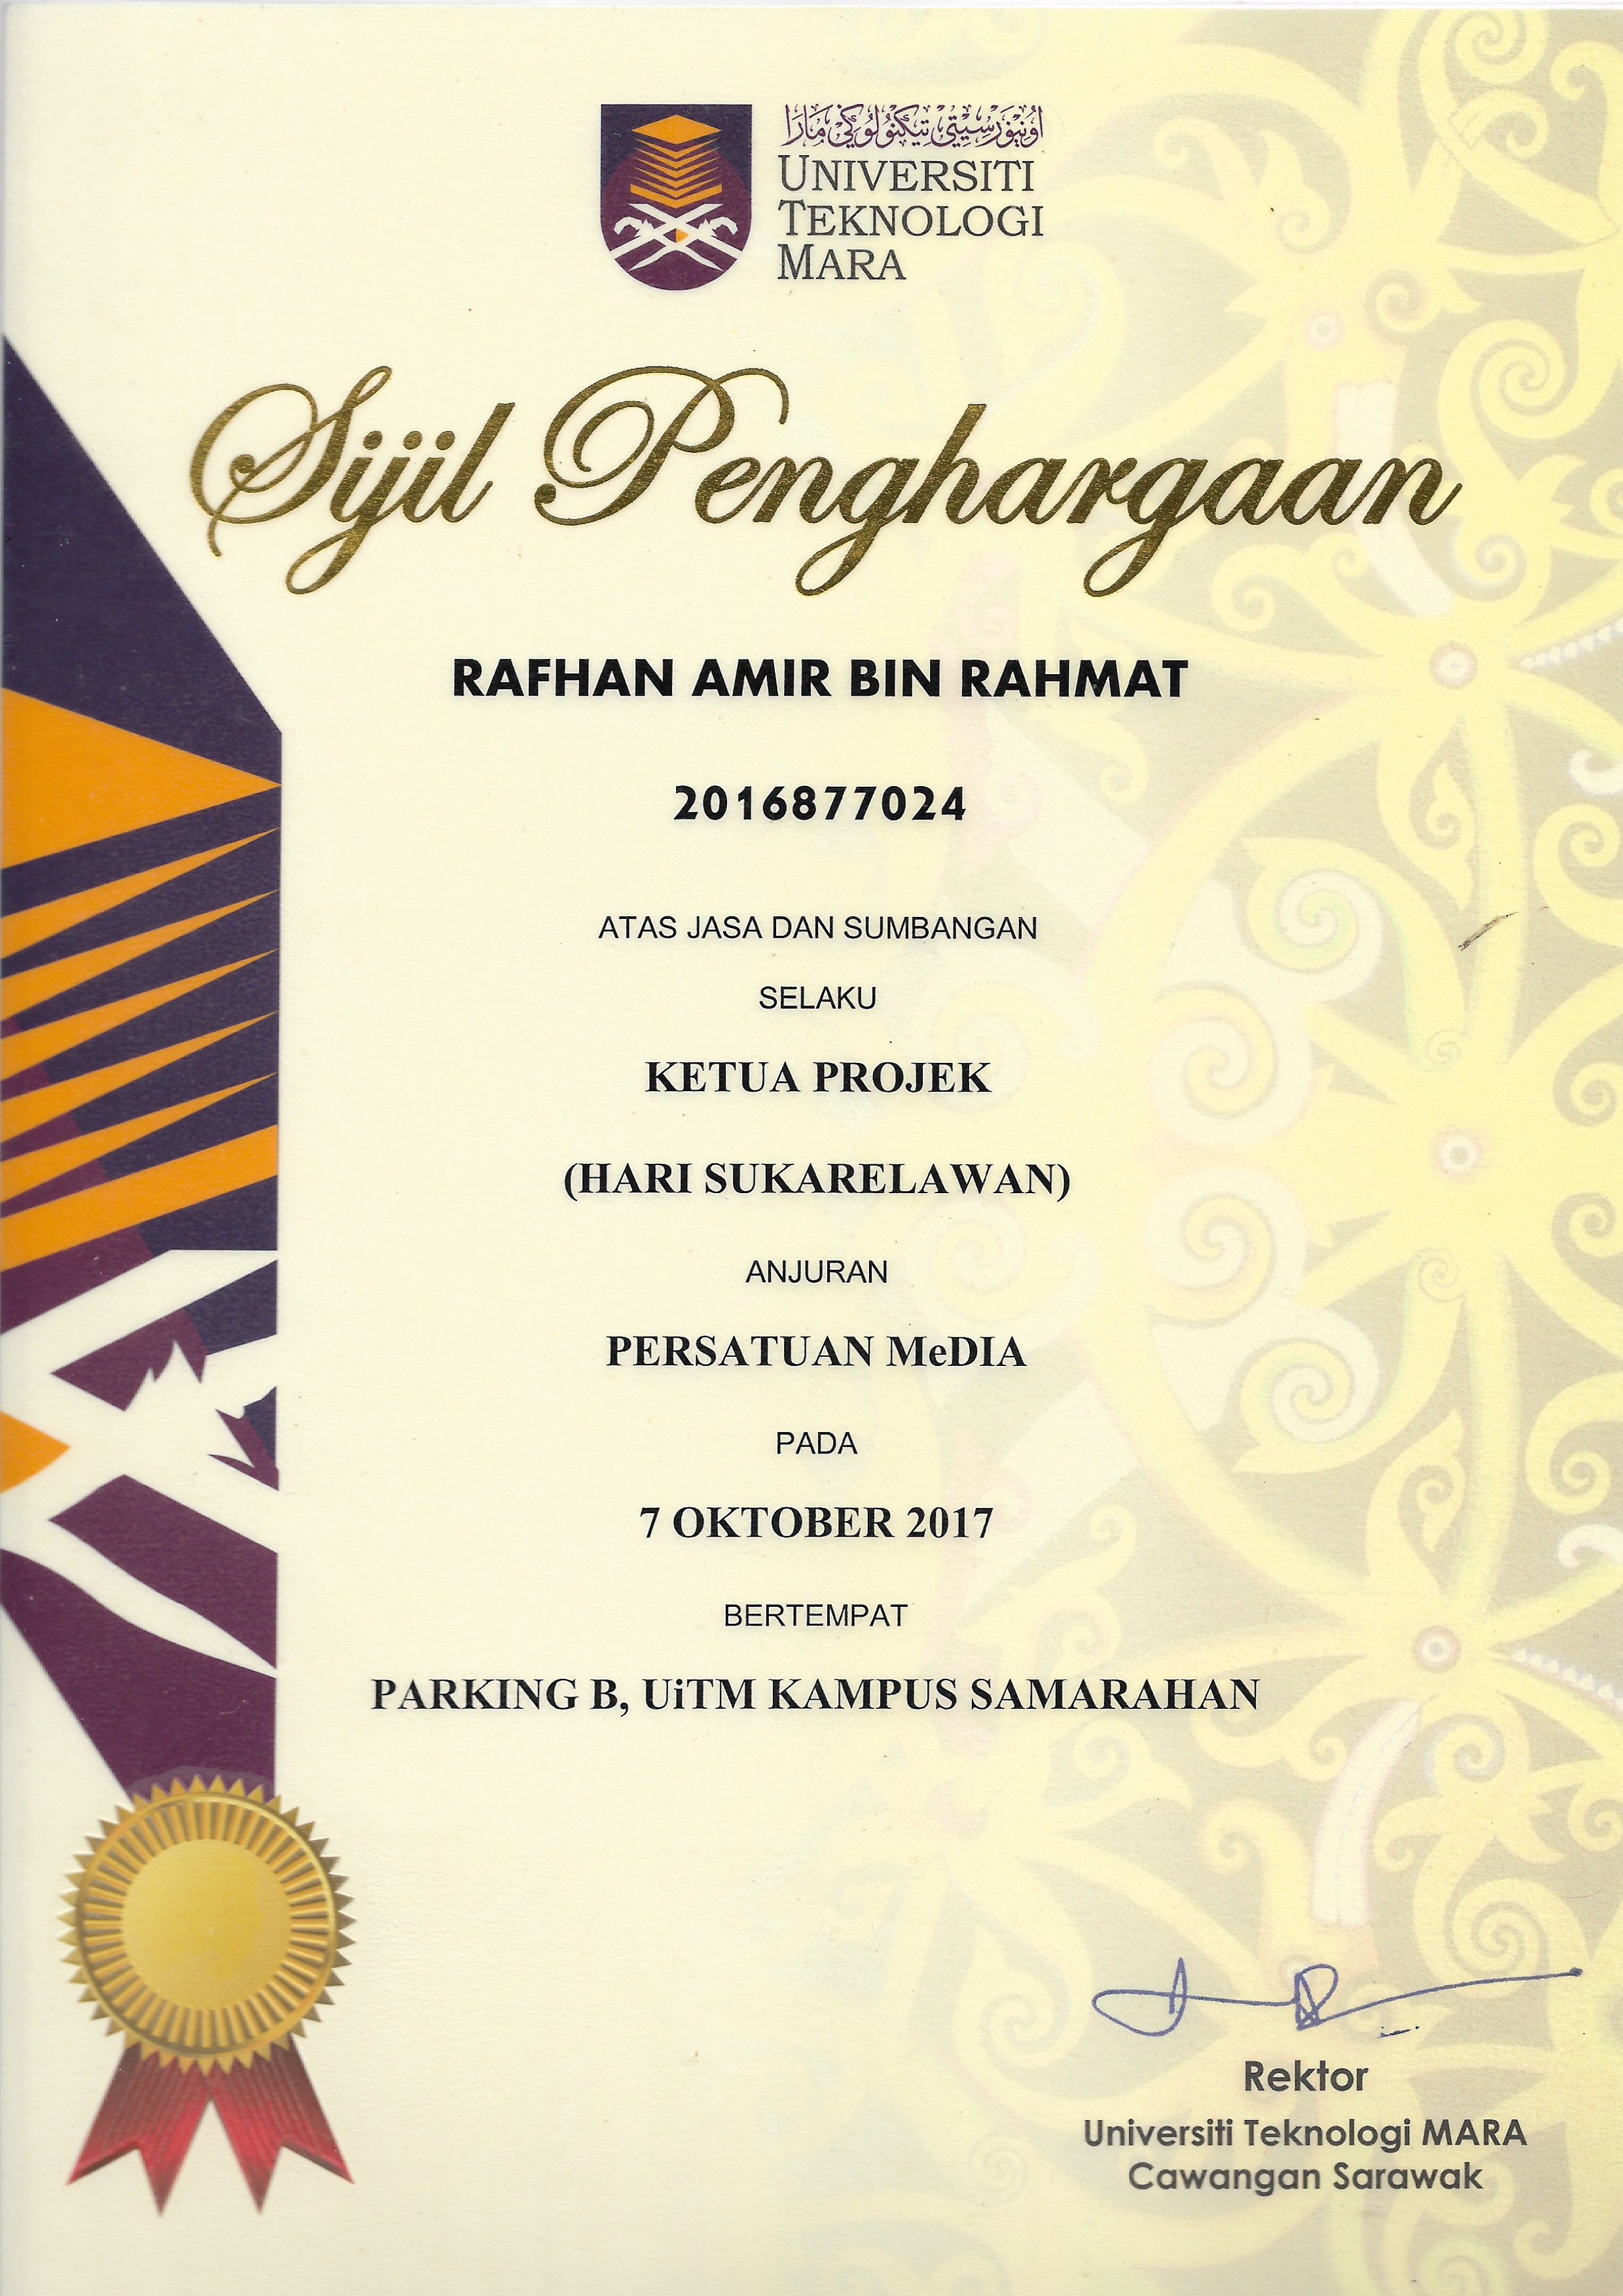 اونيۏرسيتي تيكنولوݢي مارا
UNIVERSITI
TEKNOLOGI
MARA
Sijil Penghargaan
RAFHAN AMIR BIN RAHMAT
2016877024
ATAS JASA DAN SUMBANGAN
SELAKU
KETUA PROJEK
(HARI SUKARELAWAN)
ANJURAN
PERSATUAN MeDIA
PADA
7 OKTOBER 2017
BERTEMPAT
PARKING B, UiTM KAMPUS SAMARAHAN
Rektor
Universiti Teknologi MARA
Cawangan Sarawak